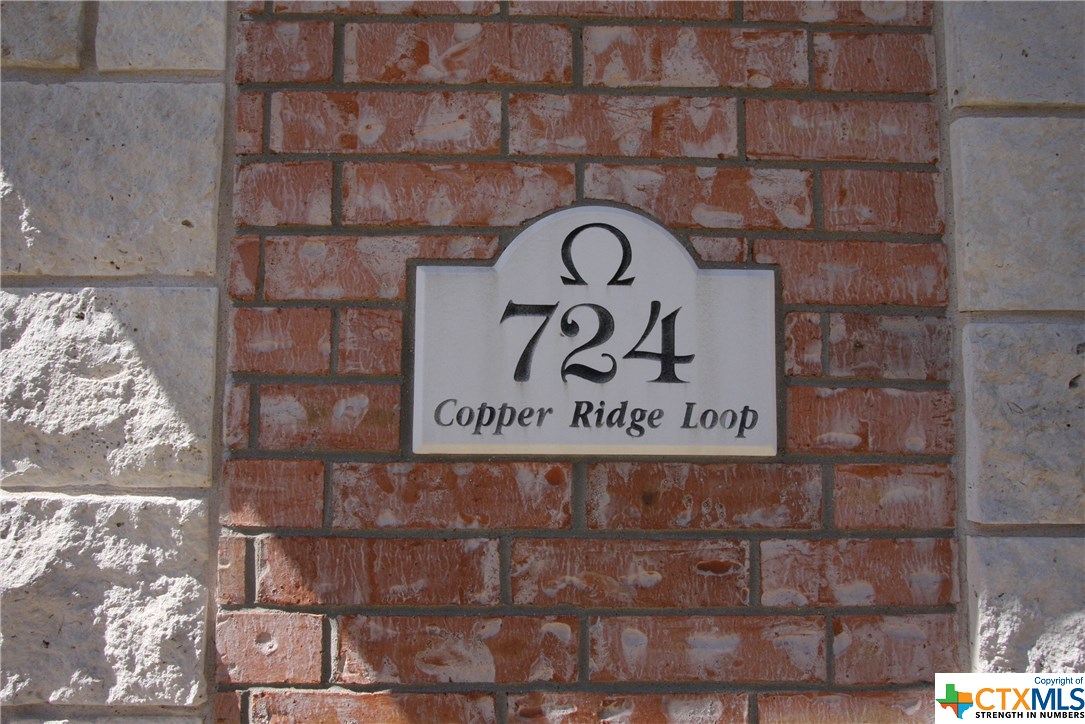 Ω
724
Copper Ridge Loop
Copyright of
CTXMLS
STRENGTH IN NUMBERS